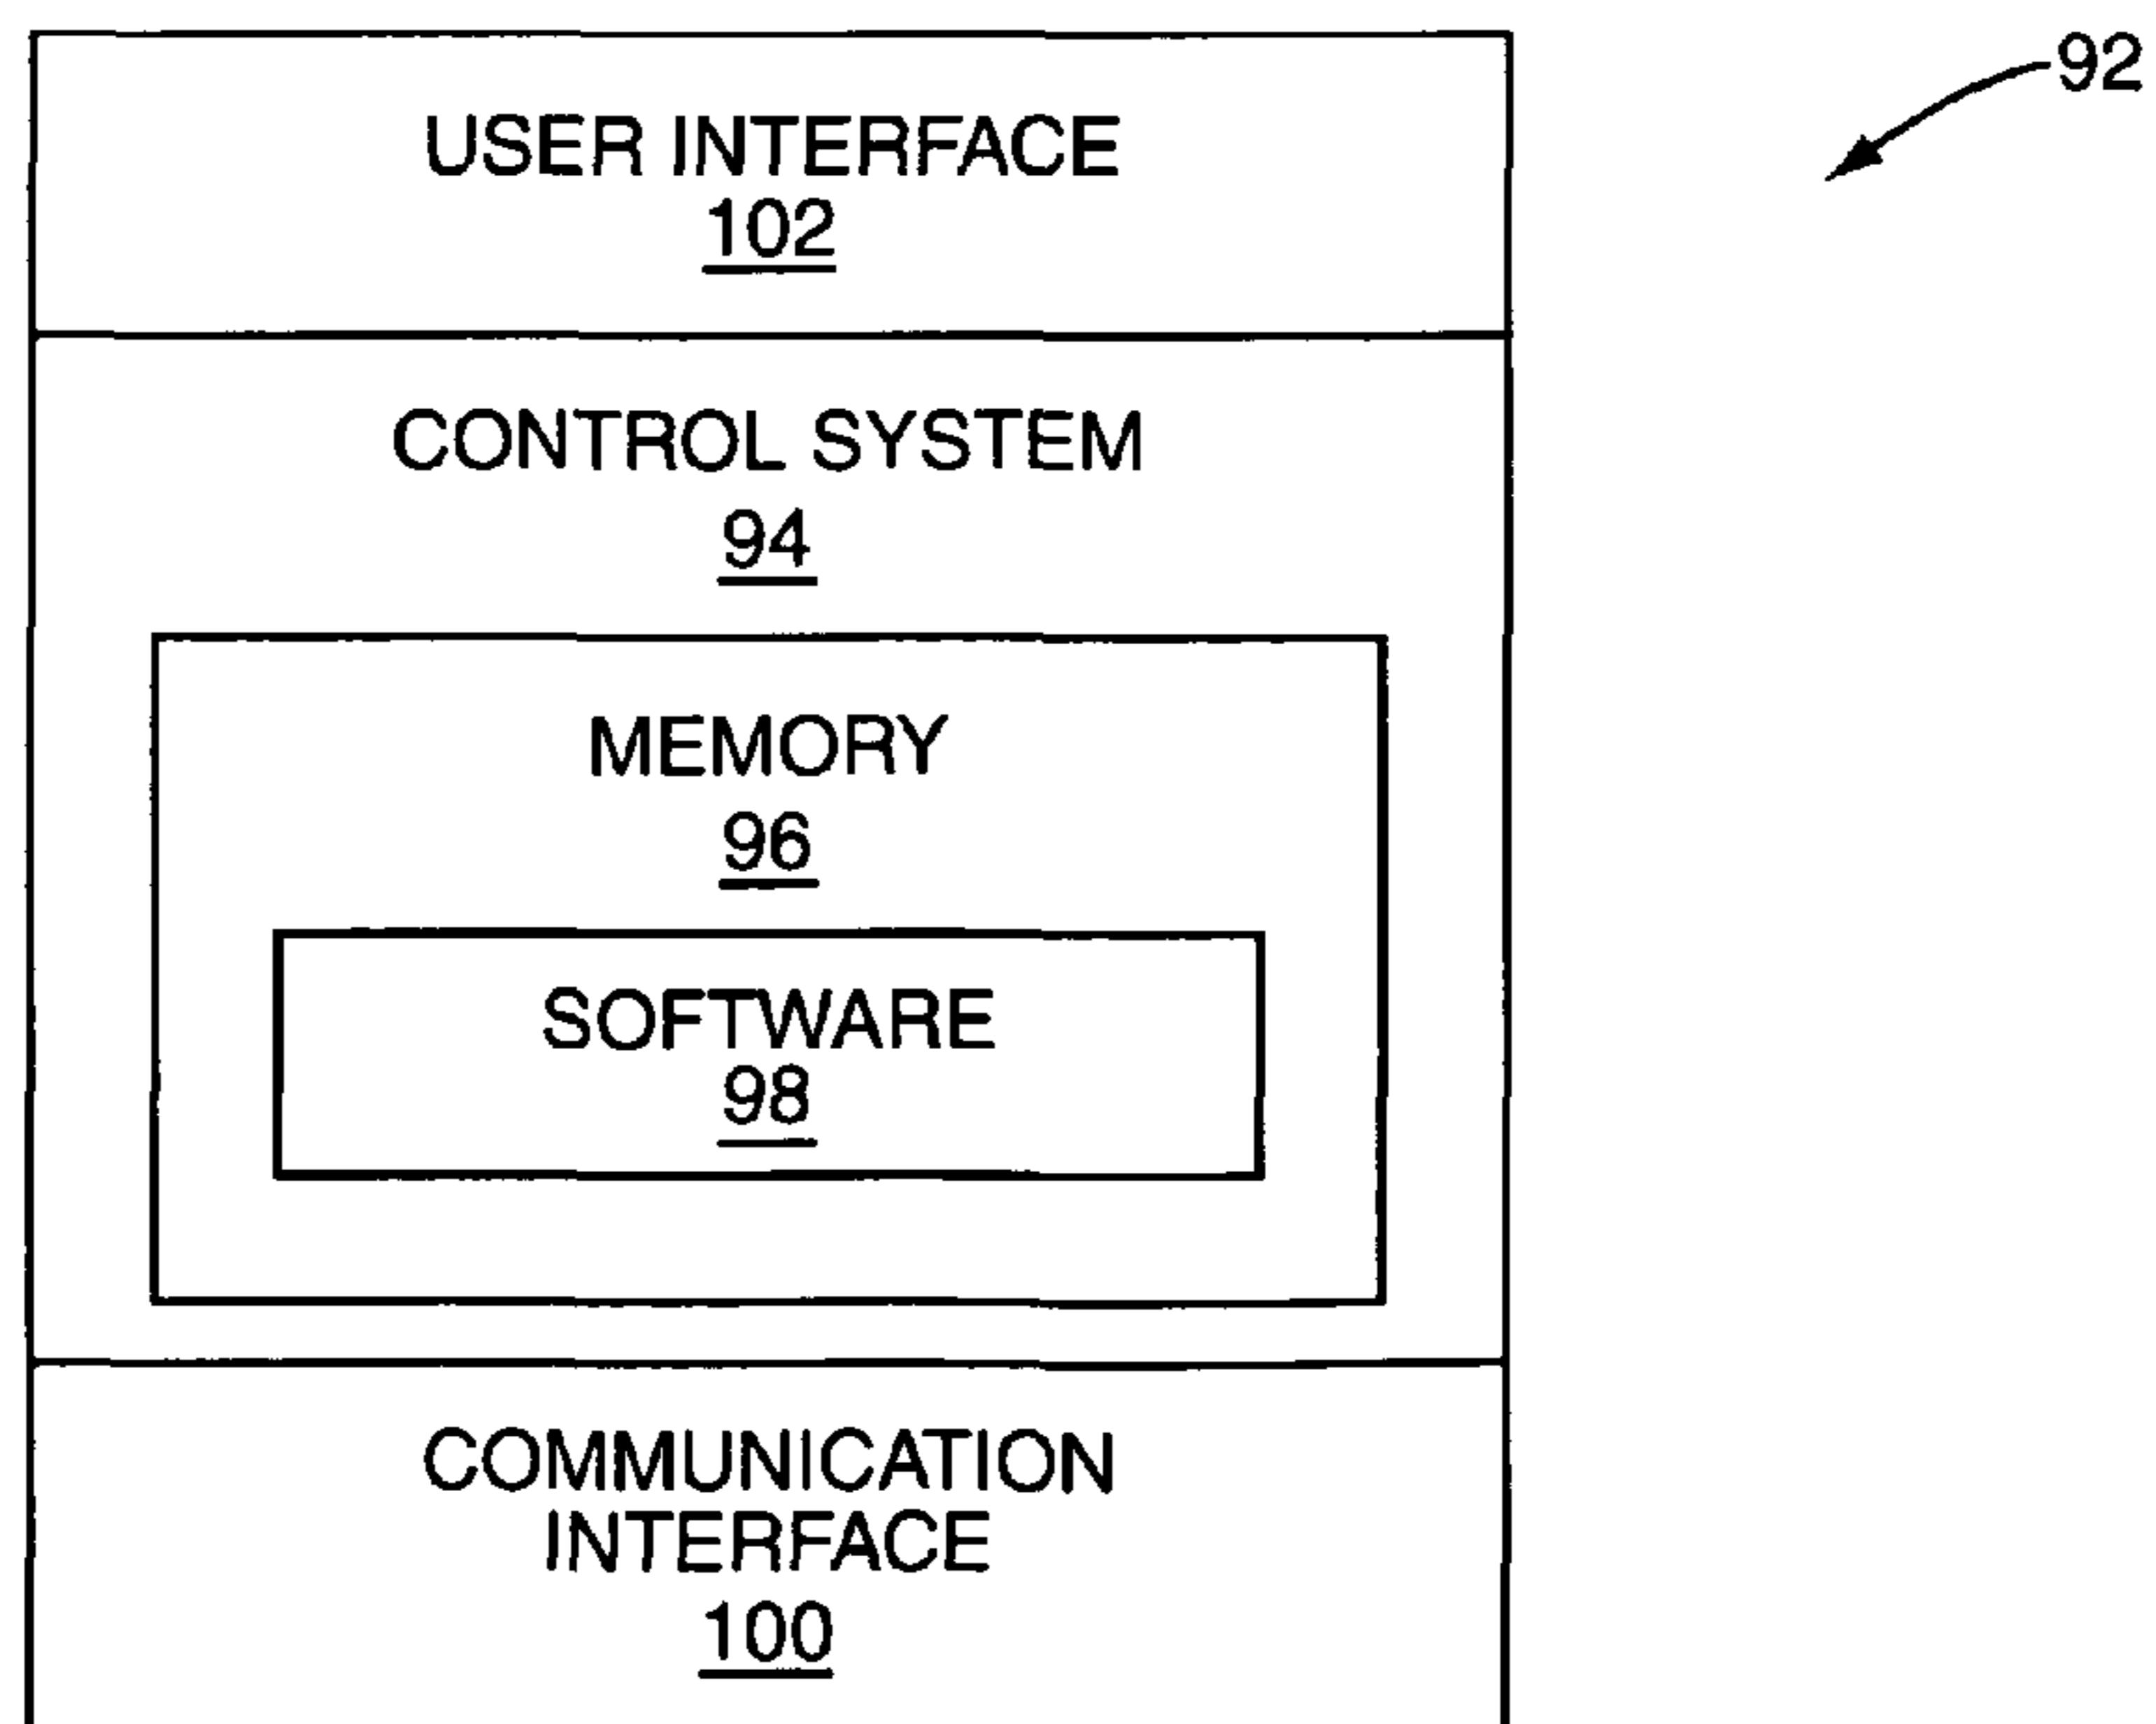 92
USER INTERFACE
102
CONTROL SYSTEM
94
MEMORY
96
SOFTWARE
98
COMMUNICATION
INTERFACE
100